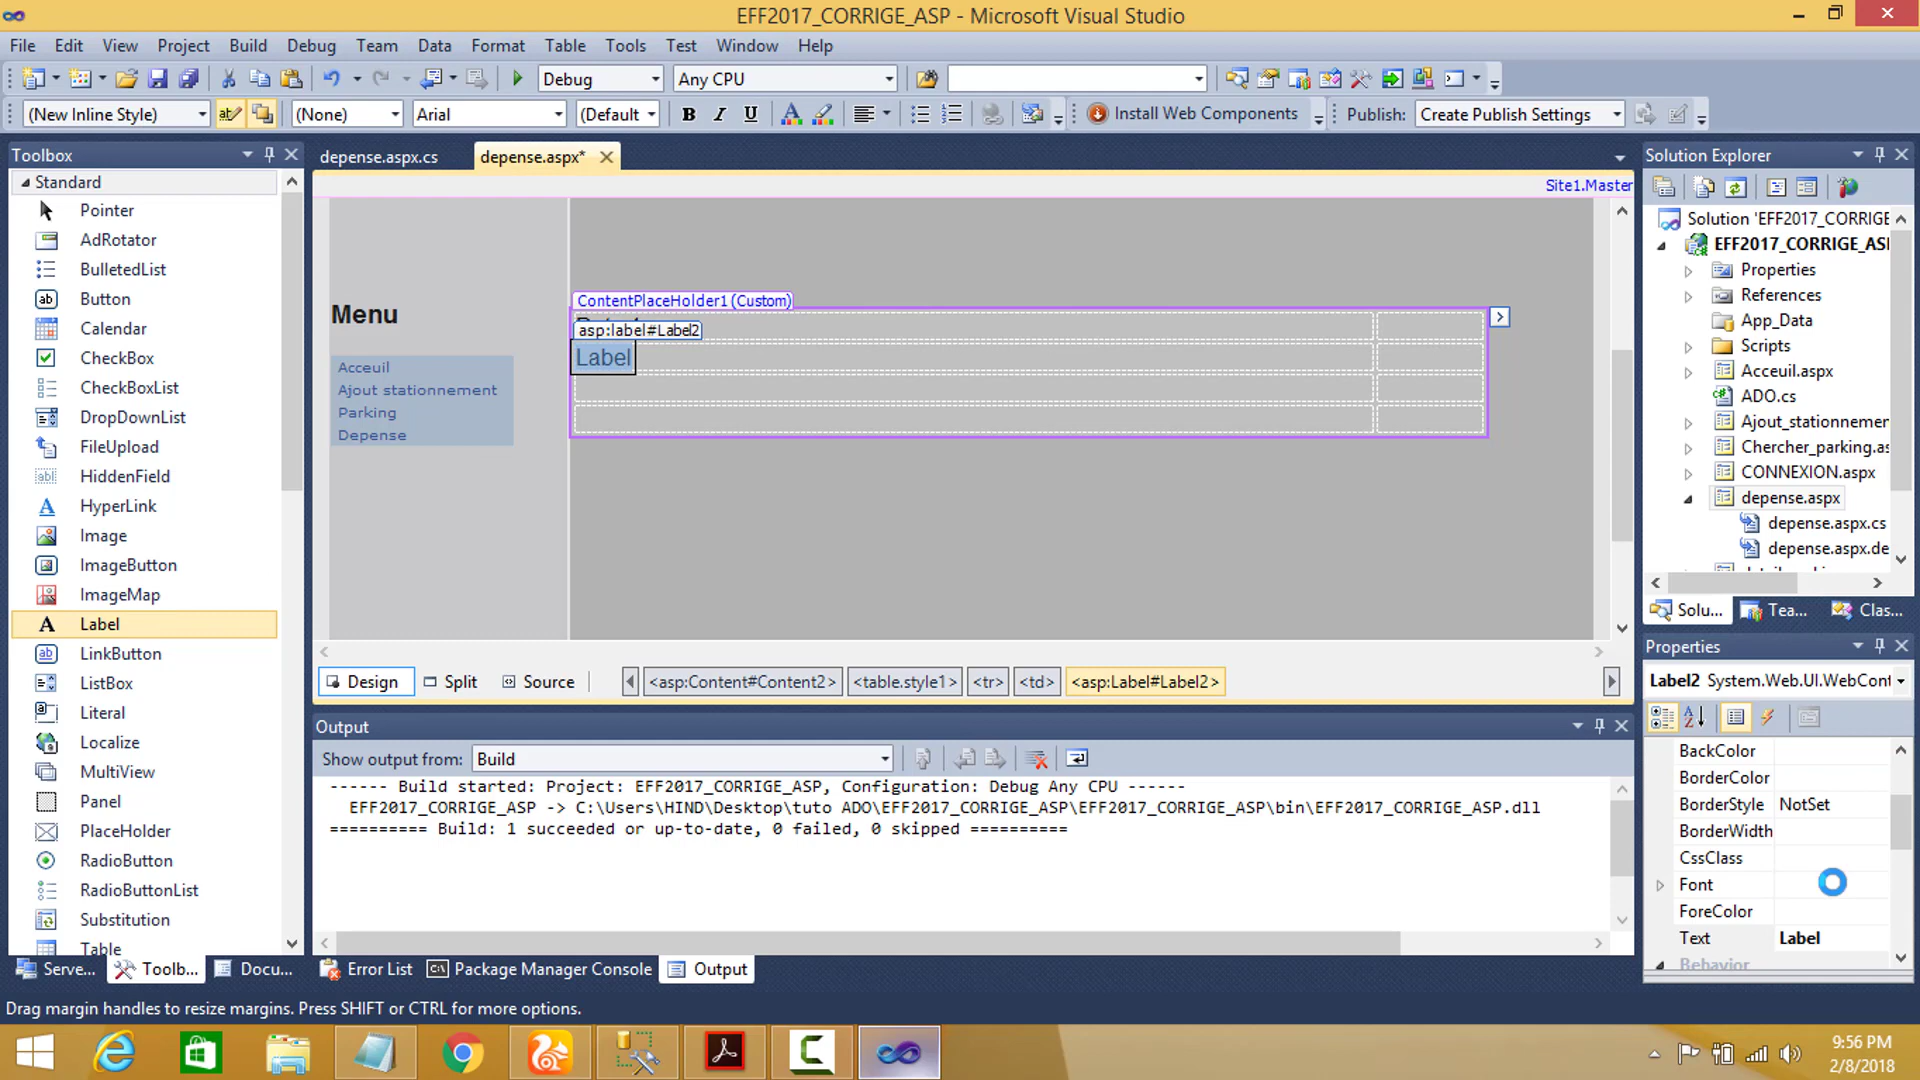 EFF2017_CORRIGE_ASP - Microsoft Visual Studio
File Edit View Project Build Debug Team Data Format Table Tools Test Window Help
Debug Any CPU
(New Inline Style) (None) Arial (Default B I U A Install Web Components Publish: Create Publish Settings
Toolbox
Standard
Pointer
AdRotator
BulletedList
Button
Calendar
CheckBox
CheckBoxList
DropDownList
FileUpload
HiddenField
HyperLink
Image
ImageButton
ImageMap
Label
LinkButton
ListBox
Literal
Localize
MultiView
Panel
PlaceHolder
RadioButton
RadioButtonList
Substitution
Table
Serve... Toolb... Docu...
depense.aspx.cs depense.aspx*
Site1.Master
Menu
Acceuil
Ajout stationnement
Parking
Depense
ContentPlaceHolder1 (Custom)
asp:label#Label2
Label
Design Split Source <asp:Content#Content2> <table.style1> <tr> <td> <asp:Label#Label2>
Output
Show output from: Build
------ Build started: Project: EFF2017_CORRIGE_ASP, Configuration: Debug Any CPU ------
EFF2017_CORRIGE_ASP -> C:\Users\HIND\Desktop\tuto ADO\EFF2017_CORRIGE_ASP\EFF2017_CORRIGE_ASP\bin\EFF2017_CORRIGE_ASP.dll
========== Build: 1 succeeded or up-to-date, 0 failed, 0 skipped ==========
Error List Package Manager Console Output
Solution Explorer
Solution 'EFF2017_CORRIGE
EFF2017_CORRIGE_AS
Properties
References
App_Data
Scripts
Acceuil.aspx
ADO.cs
Ajout_stationnemer
Chercher_parking.as
CONNEXION.aspx
depense.aspx
depense.aspx.cs
depense.aspx.de
Solu... Tea... Clas...
Properties
Label2 System.Web.UI.WebCont
BackColor
BorderColor
BorderStyle NotSet
BorderWidth
CssClass
Font
ForeColor
Text Label
Behavior
Drag margin handles to resize margins. Press SHIFT or CTRL for more options.
9:56 PM
2/8/2018